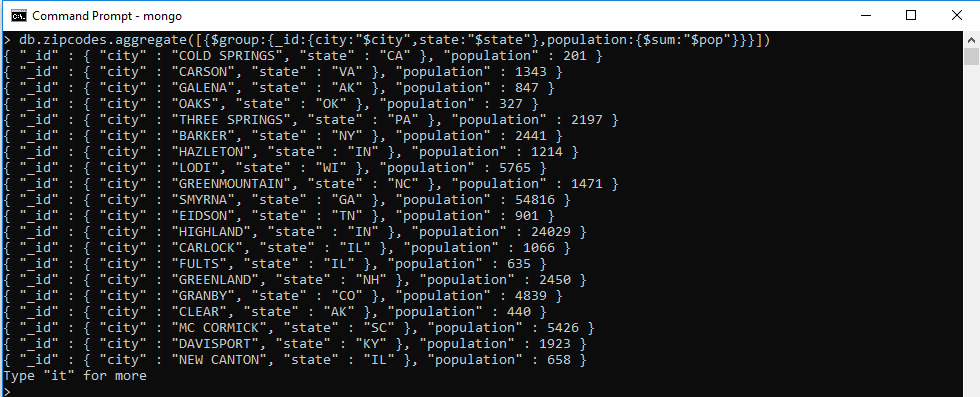 Command Prompt - mongo
> db.zipcodes.aggregate([{$group:{_id:{city:"$city",state:"$state"},population:{$sum:"$pop"}}}])
{ "_id" : { "city" : "COLD SPRINGS", "state" : "CA" }, "population" : 201 }
{ "_id" : { "city" : "CARSON", "state" : "VA" }, "population" : 1343 }
{ "_id" : { "city" : "GALENA", "state" : "AK" }, "population" : 847 }
{ "_id" : { "city" : "OAKS", "state" : "OK" }, "population" : 327 }
{ "_id" : { "city" : "THREE SPRINGS", "state" : "PA" }, "population" : 2197 }
{ "_id" : { "city" : "BARKER", "state" : "NY" }, "population" : 2441 }
{ "_id" : { "city" : "HAZLETON", "state" : "IN" }, "population" : 1214 }
{ "_id" : { "city" : "LODI", "state" : "WI" }, "population" : 5765 }
{ "_id" : { "city" : "GREENMOUNTAIN", "state" : "NC" }, "population" : 1471 }
{ "_id" : { "city" : "SMYRNA", "state" : "GA" }, "population" : 54816 }
{ "_id" : { "city" : "EIDSON", "state" : "TN" }, "population" : 901 }
{ "_id" : { "city" : "HIGHLAND", "state" : "IN" }, "population" : 24029 }
{ "_id" : { "city" : "CARLOCK", "state" : "IL" }, "population" : 1066 }
{ "_id" : { "city" : "FULTS", "state" : "IL" }, "population" : 635 }
{ "_id" : { "city" : "GREENLAND", "state" : "NH" }, "population" : 2450 }
{ "_id" : { "city" : "GRANBY", "state" : "CO" }, "population" : 4839 }
{ "_id" : { "city" : "CLEAR", "state" : "AK" }, "population" : 440 }
{ "_id" : { "city" : "MC CORMICK", "state" : "SC" }, "population" : 5426 }
{ "_id" : { "city" : "DAVISPORT", "state" : "KY" }, "population" : 1923 }
{ "_id" : { "city" : "NEW CANTON", "state" : "IL" }, "population" : 658 }
Type "it" for more
>